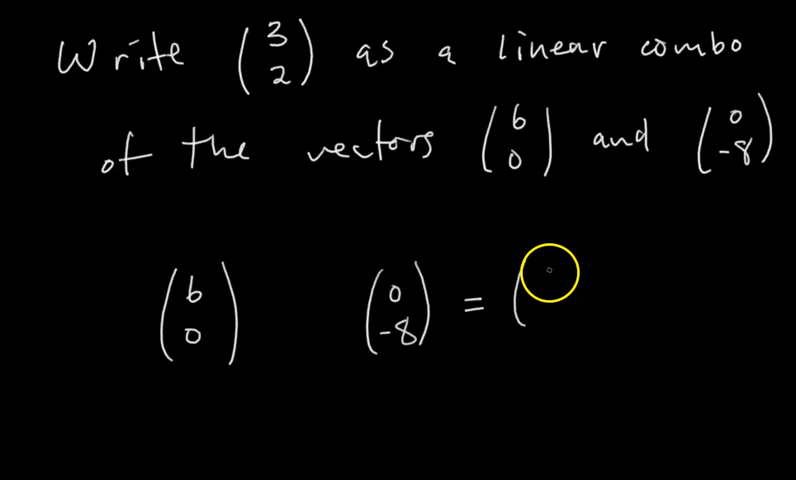 Write (3 2) as a linear combo
of the vectors (6 0) and (0 -8)
(6 0) (0 -8) = (